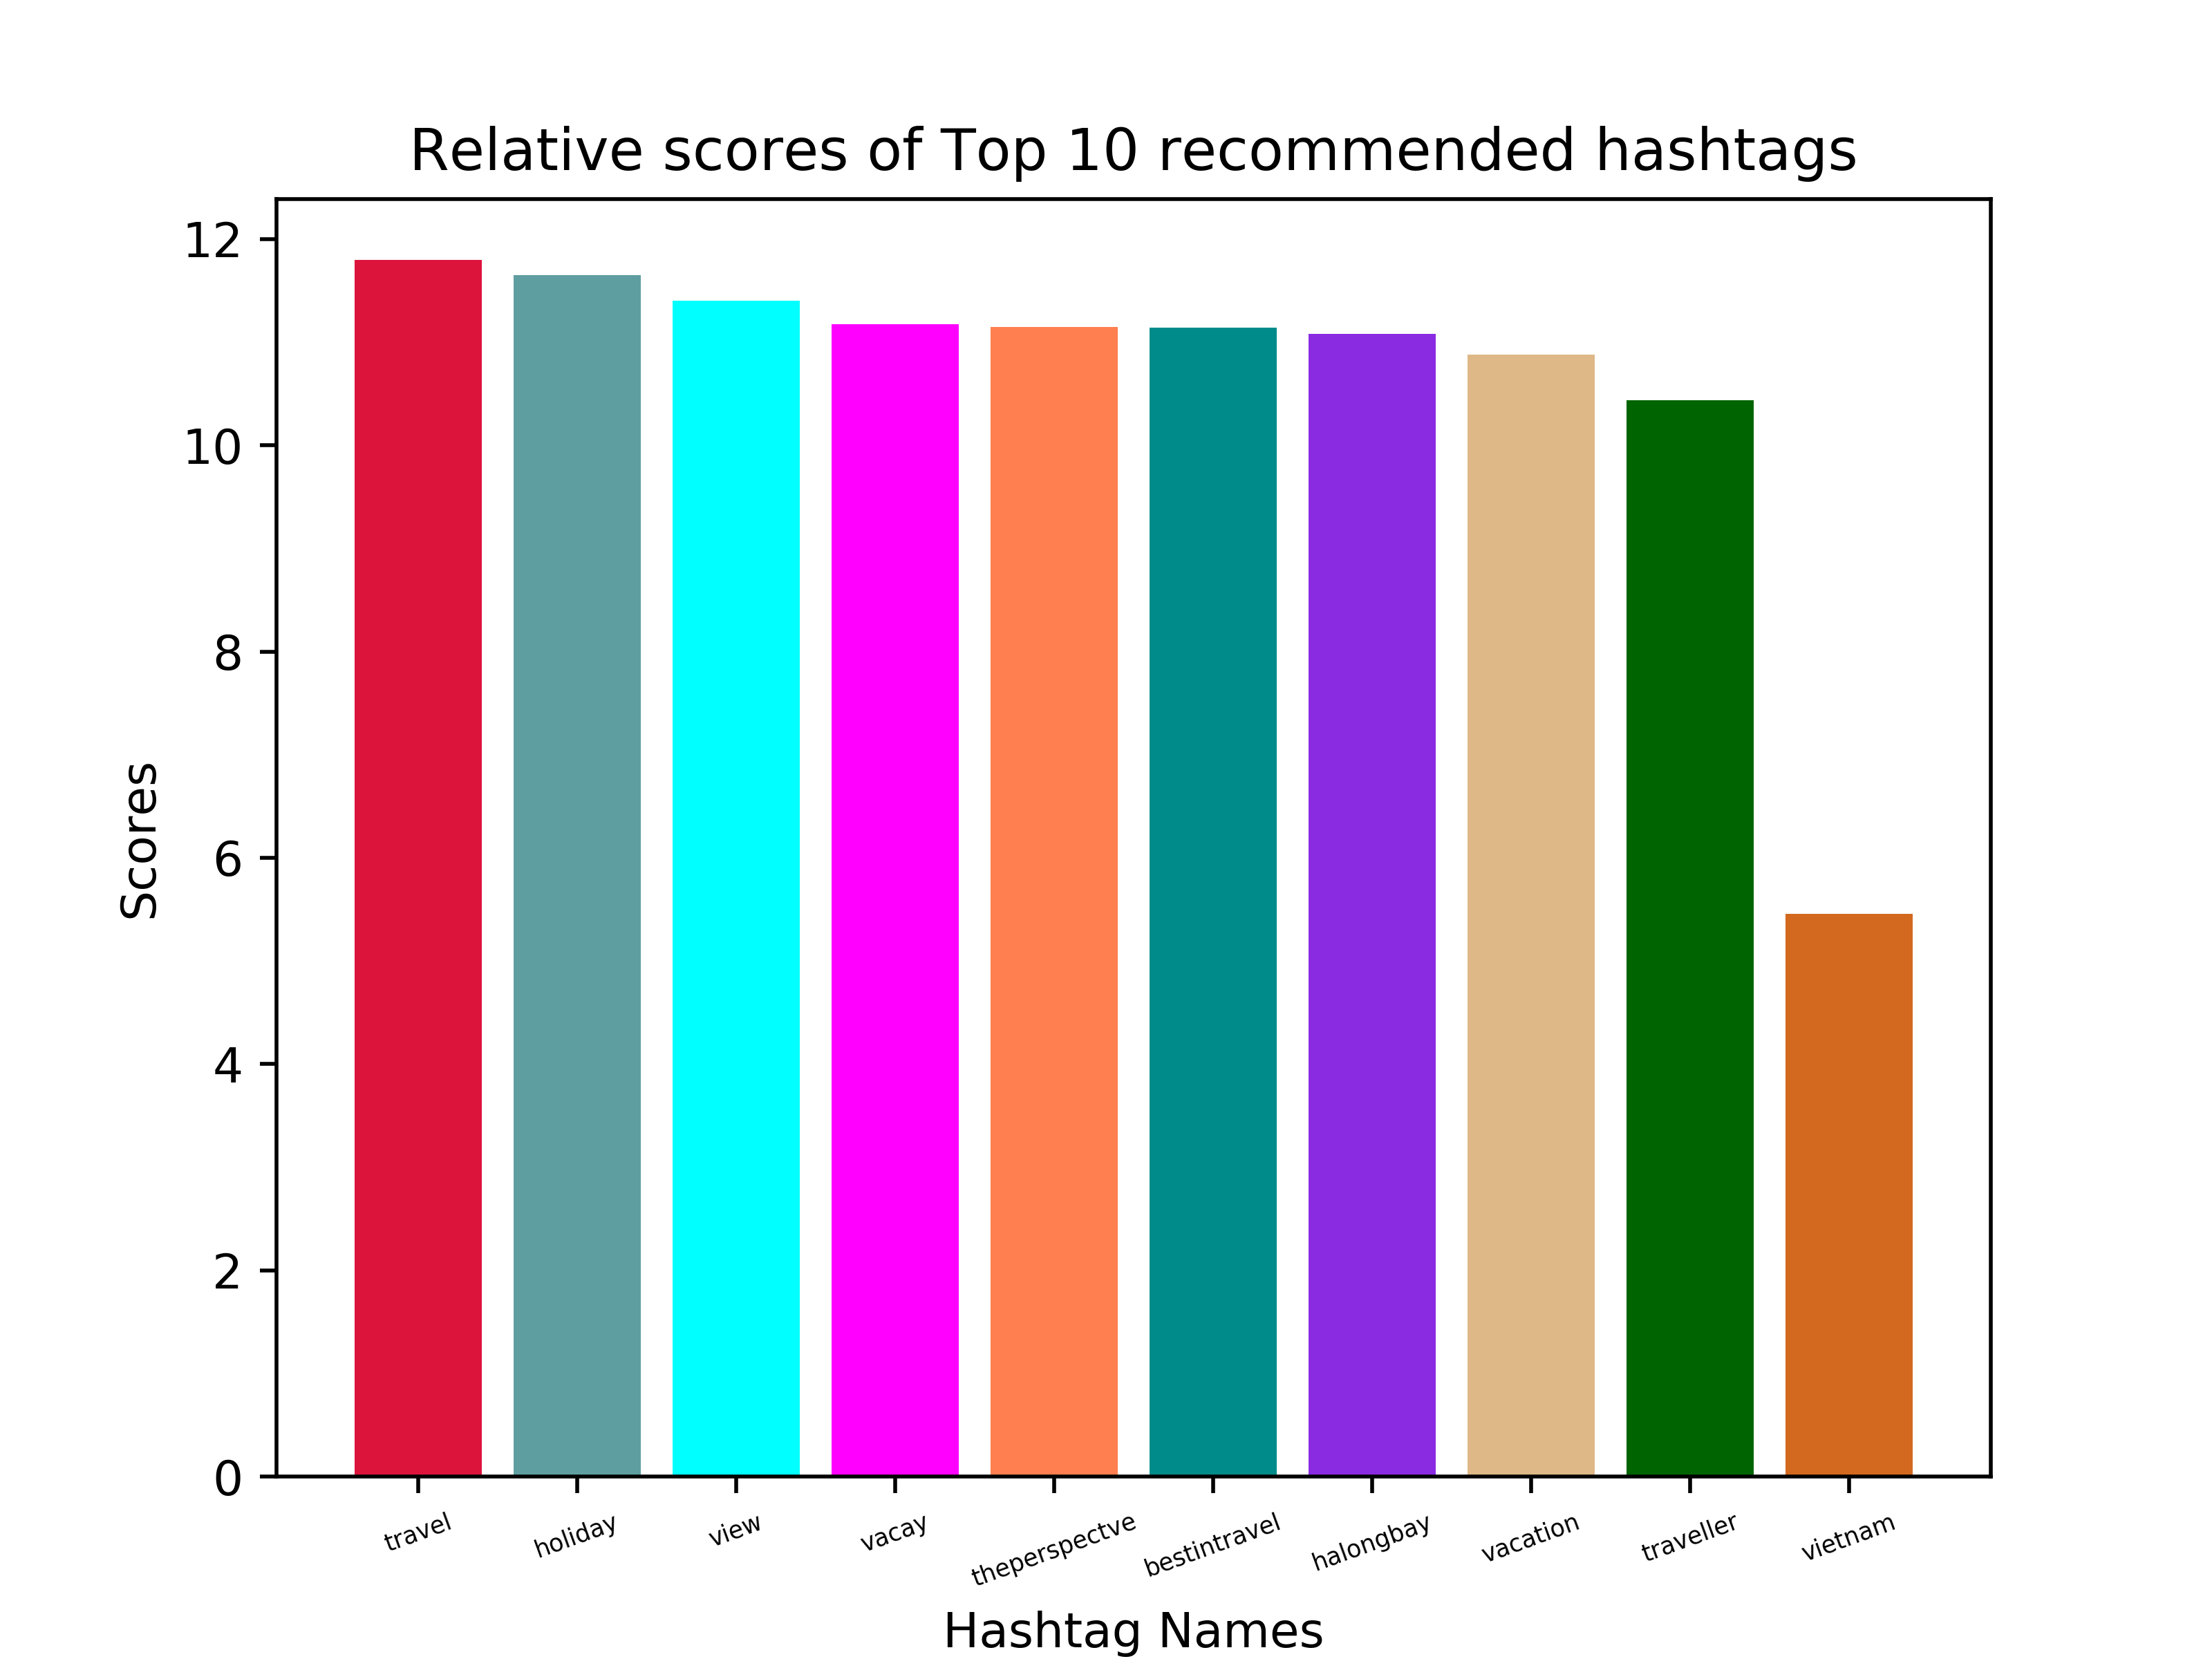 Relative scores of Top 10 recommended hashtags
12
10
8
6
4
2
0
Scores
travel
holiday
view
vacay
theperspectve
bestintravel
halongbay
vacation
traveller
vietnam
Hashtag Names